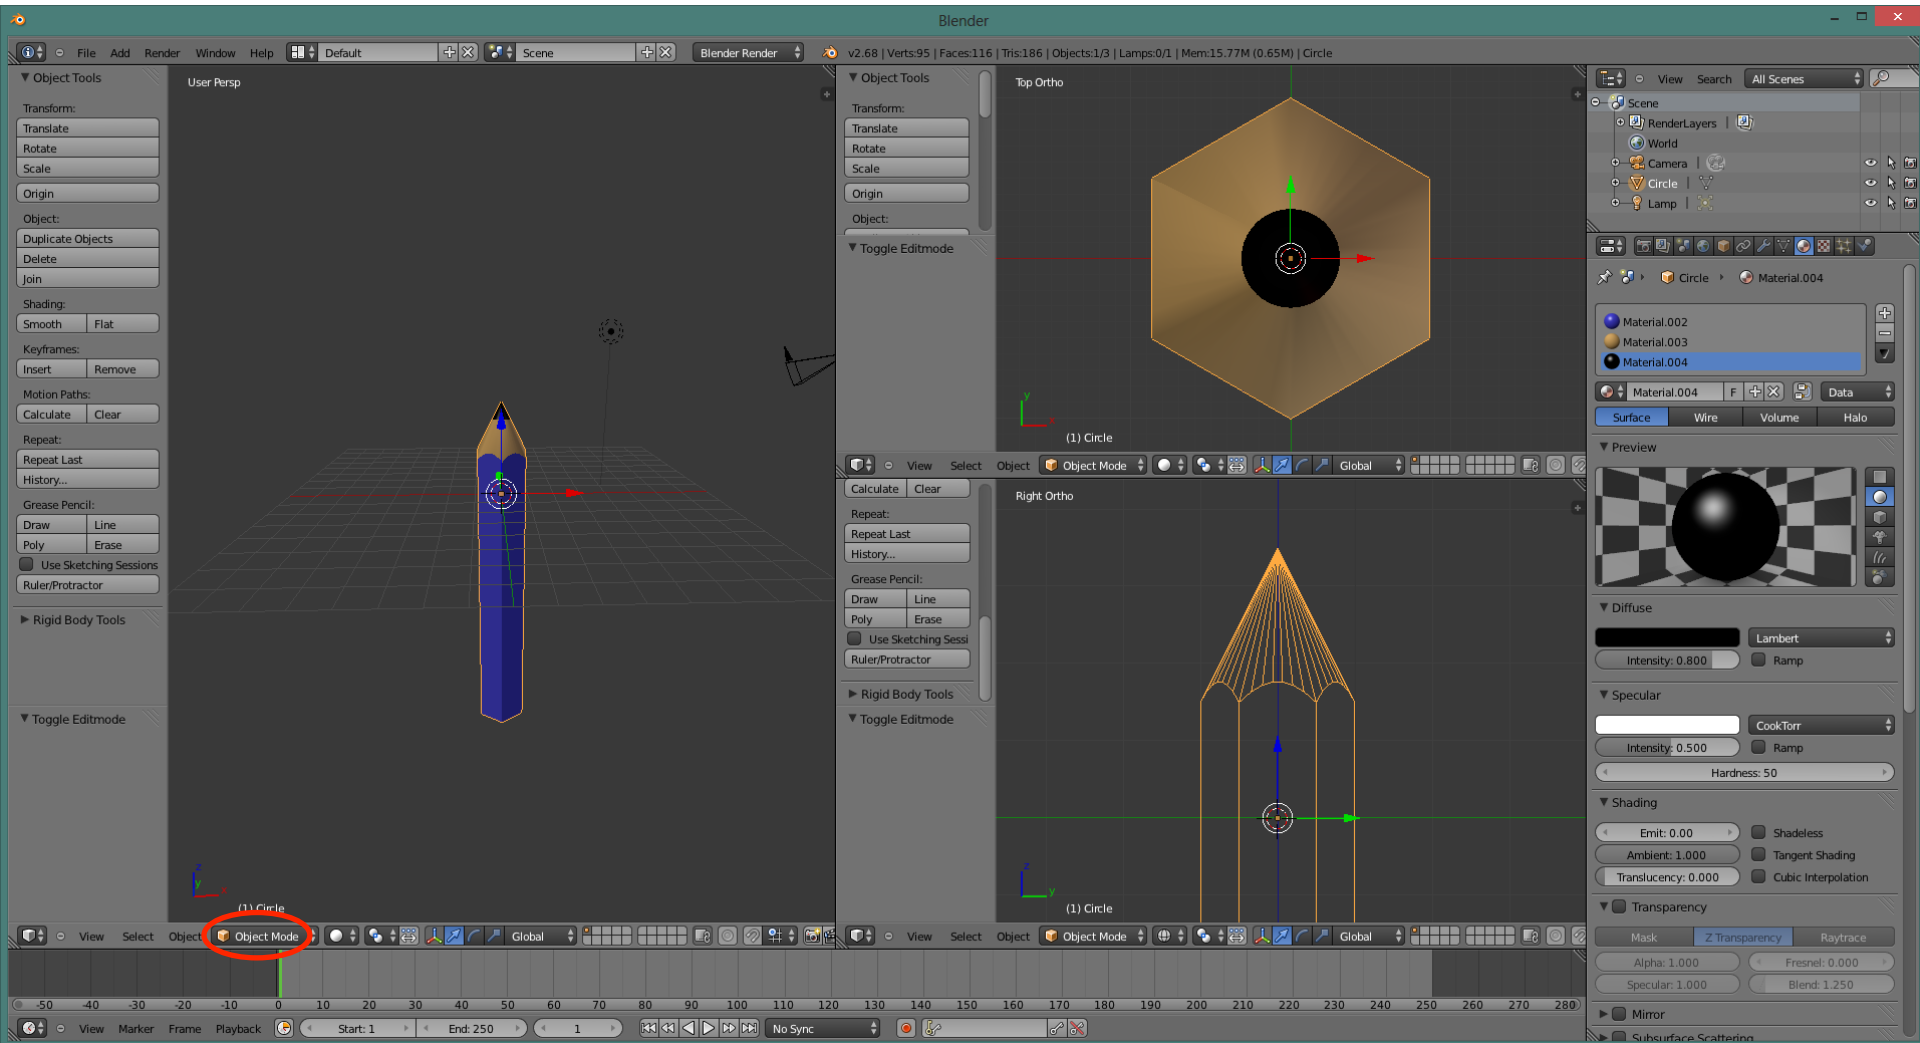 Blender
File Add Render Window Help Default Scene Blender Render v2.68 | Verts:95 | Faces:116 | Tris:186 | Objects:1/3 | Lamps:0/1 | Mem:15.77M (0.65M) | Circle
Object Tools
Transform:
Translate
Rotate
Scale
Origin
Object:
Duplicate Objects
Delete
Join
Shading:
Smooth Flat
Keyframes:
Insert Remove
Motion Paths:
Calculate Clear
Repeat:
Repeat Last
History...
Grease Pencil:
Draw Line
Poly Erase
Use Sketching Sessions
Ruler/Protractor
Rigid Body Tools
Toggle Editmode
User Persp
z
y
x
(1) Circle
View Select Object Object Mode Global
Object Tools
Transform:
Translate
Rotate
Scale
Origin
Object:
Toggle Editmode
Top Ortho
y
x
(1) Circle
View Select Object Object Mode Global
Calculate Clear
Repeat:
Repeat Last
History...
Grease Pencil:
Draw Line
Poly Erase
Use Sketching Sessi
Ruler/Protractor
Rigid Body Tools
Toggle Editmode
Right Ortho
z
y
(1) Circle
View Select Object Object Mode Global
View Search All Scenes
Scene
RenderLayers |
World
Camera |
Circle |
Lamp |
Circle Material.004
Material.002
Material.003
Material.004
Material.004 F Data
Surface Wire Volume Halo
Preview
Diffuse
Lambert
Intensity: 0.800 Ramp
Specular
CookTorr
Intensity: 0.500 Ramp
Hardness: 50
Shading
Emit: 0.00 Shadeless
Ambient: 1.000 Tangent Shading
Translucency: 0.000 Cubic Interpolation
Transparency
Mask Z Transparency Raytrace
Alpha: 1.000 Fresnel: 0.000
Specular: 1.000 Blend: 1.250
Mirror
Subsurface Scattering
-50 -40 -30 -20 -10 0 10 20 30 40 50 60 70 80 90 100 110 120 130 140 150 160 170 180 190 200 210 220 230 240 250 260 270 280
View Marker Frame Playback Start: 1 End: 250 1 No Sync